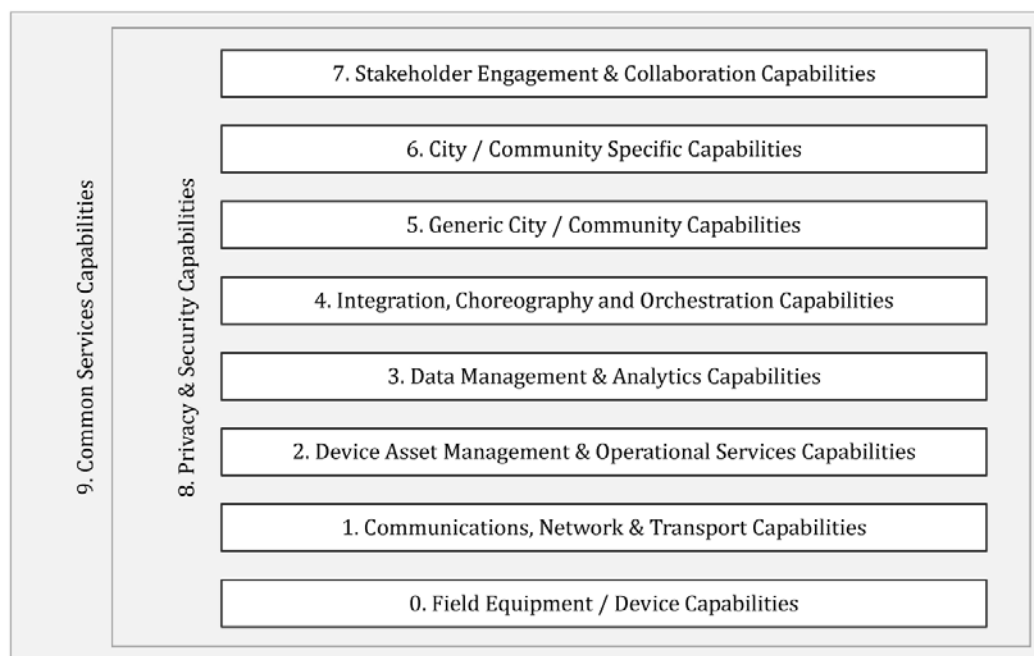 9. Common Services Capabilities
8. Privacy & Security Capabilities
7. Stakeholder Engagement & Collaboration Capabilities
6. City / Community Specific Capabilities
5. Generic City / Community Capabilities
4. Integration, Choreography and Orchestration Capabilities
3. Data Management & Analytics Capabilities
2. Device Asset Management & Operational Services Capabilities
1. Communications, Network & Transport Capabilities
0. Field Equipment / Device Capabilities